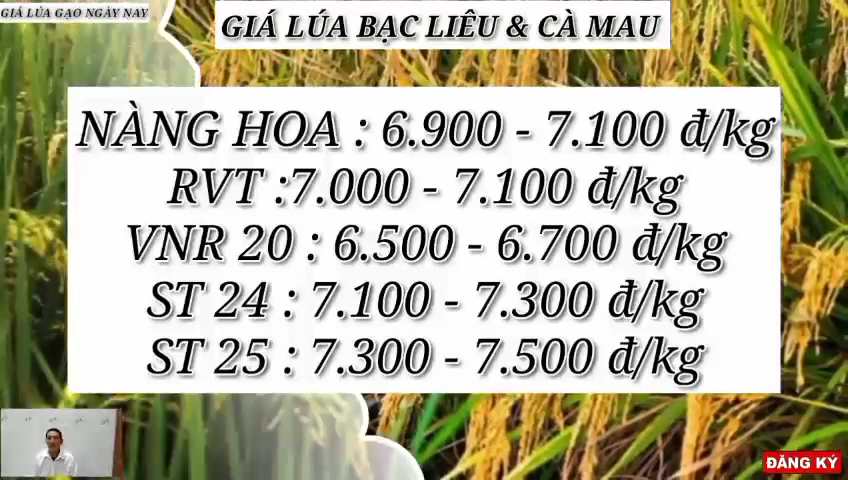 GIÁ LÚA GẠO NGÀY NAY
GIÁ LÚA BẠC LIÊU & CÀ MAU
NÀNG HOA : 6.900 - 7.100 đ/kg
RVT :7.000 - 7.100 đ/kg
VNR 20 : 6.500 - 6.700 đ/kg
ST 24 : 7.100 - 7.300 đ/kg
ST 25 : 7.300 - 7.500 đ/kg
ĐĂNG KÝ